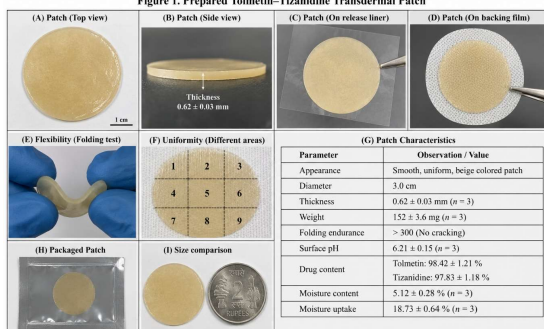 Figure 1. Prepared Tolmetin–Tizanidine Transdermal Patch
(A) Patch (Top view)
1 cm
(B) Patch (Side view)
Thickness
0.62 ± 0.03 mm
(C) Patch (On release liner)
(D) Patch (On backing film)
(E) Flexibility (Folding test)
(F) Uniformity (Different areas)
1 2 3
4 5 6
7 8 9
(G) Patch Characteristics
Parameter Observation / Value
Appearance Smooth, uniform, beige colored patch
Diameter 3.0 cm
Thickness 0.62 ± 0.03 mm (n = 3)
Weight 152 ± 3.6 mg (n = 3)
Folding endurance > 300 (No cracking)
Surface pH 6.21 ± 0.15 (n = 3)
Drug content Tolmetin: 98.42 ± 1.21 %
Tizanidine: 97.83 ± 1.18 %
Moisture content 5.12 ± 0.28 % (n = 3)
Moisture uptake 18.73 ± 0.64 % (n = 3)
(H) Packaged Patch
(I) Size comparison
2
RUPEES